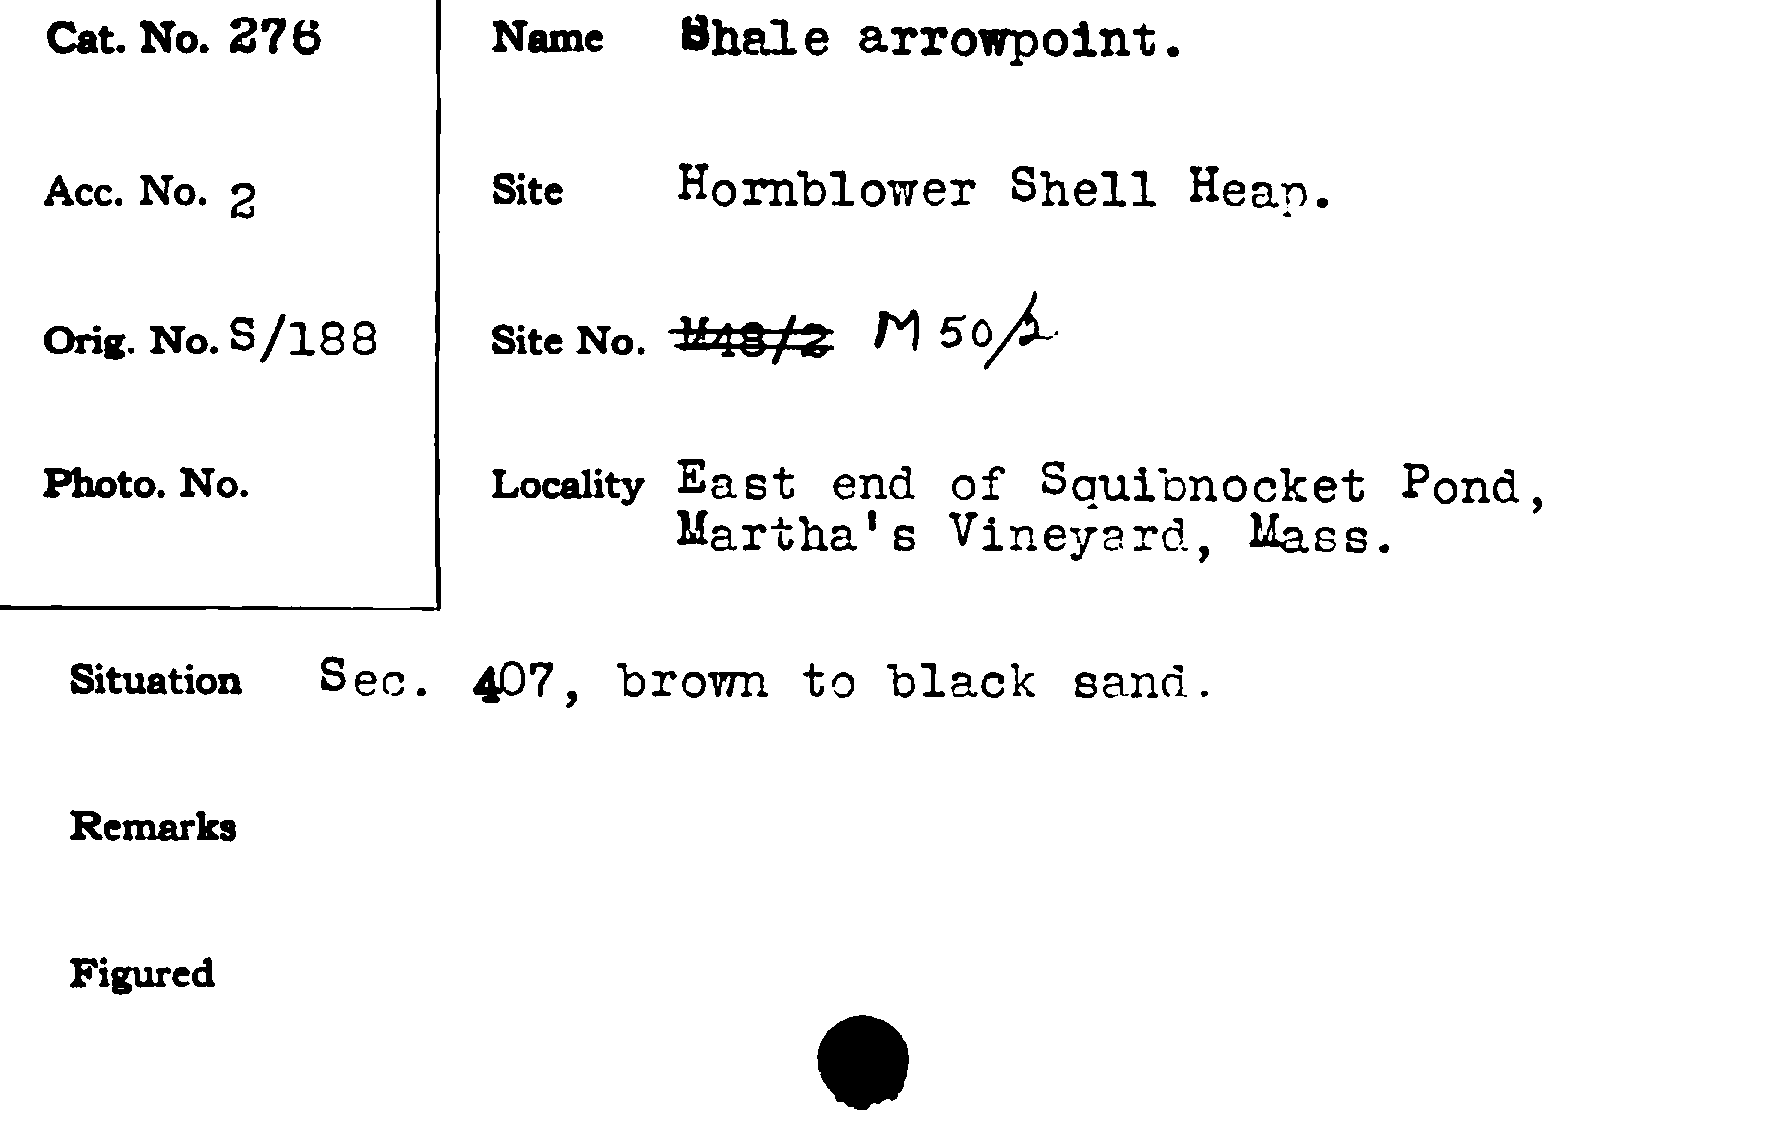 Cat. No. 276
Name Shale arrowpoint.
Acc. No. 2
Site Hornblower Shell Heap.
Orig. No. S/188
Site No. M48/2 M 50/2
Photo. No.
Locality East end of Squibnocket Pond,
Martha's Vineyard, Mass.
Situation Sec. 407, brown to black sand.
Remarks
Figured